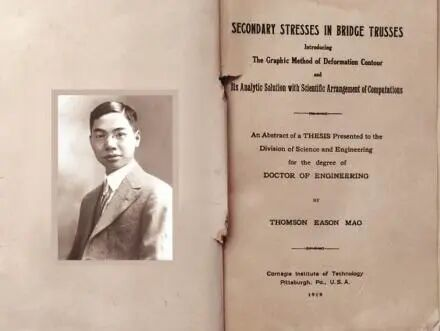 SECONDARY STRESSES IN BRIDGE TRUSSES
Introducing
The Graphic Method of Deformation Contour
and
Its Analytic Solution with Scientific Arrangement of Computations
An Abstract of a THESIS Presented to the
Division of Science and Engineering
for the degree of
DOCTOR OF ENGINEERING
BY
THOMSON EASON MAO
Carnegie Institute of Technology
Pittsburgh, Pa., U. S. A.
1919